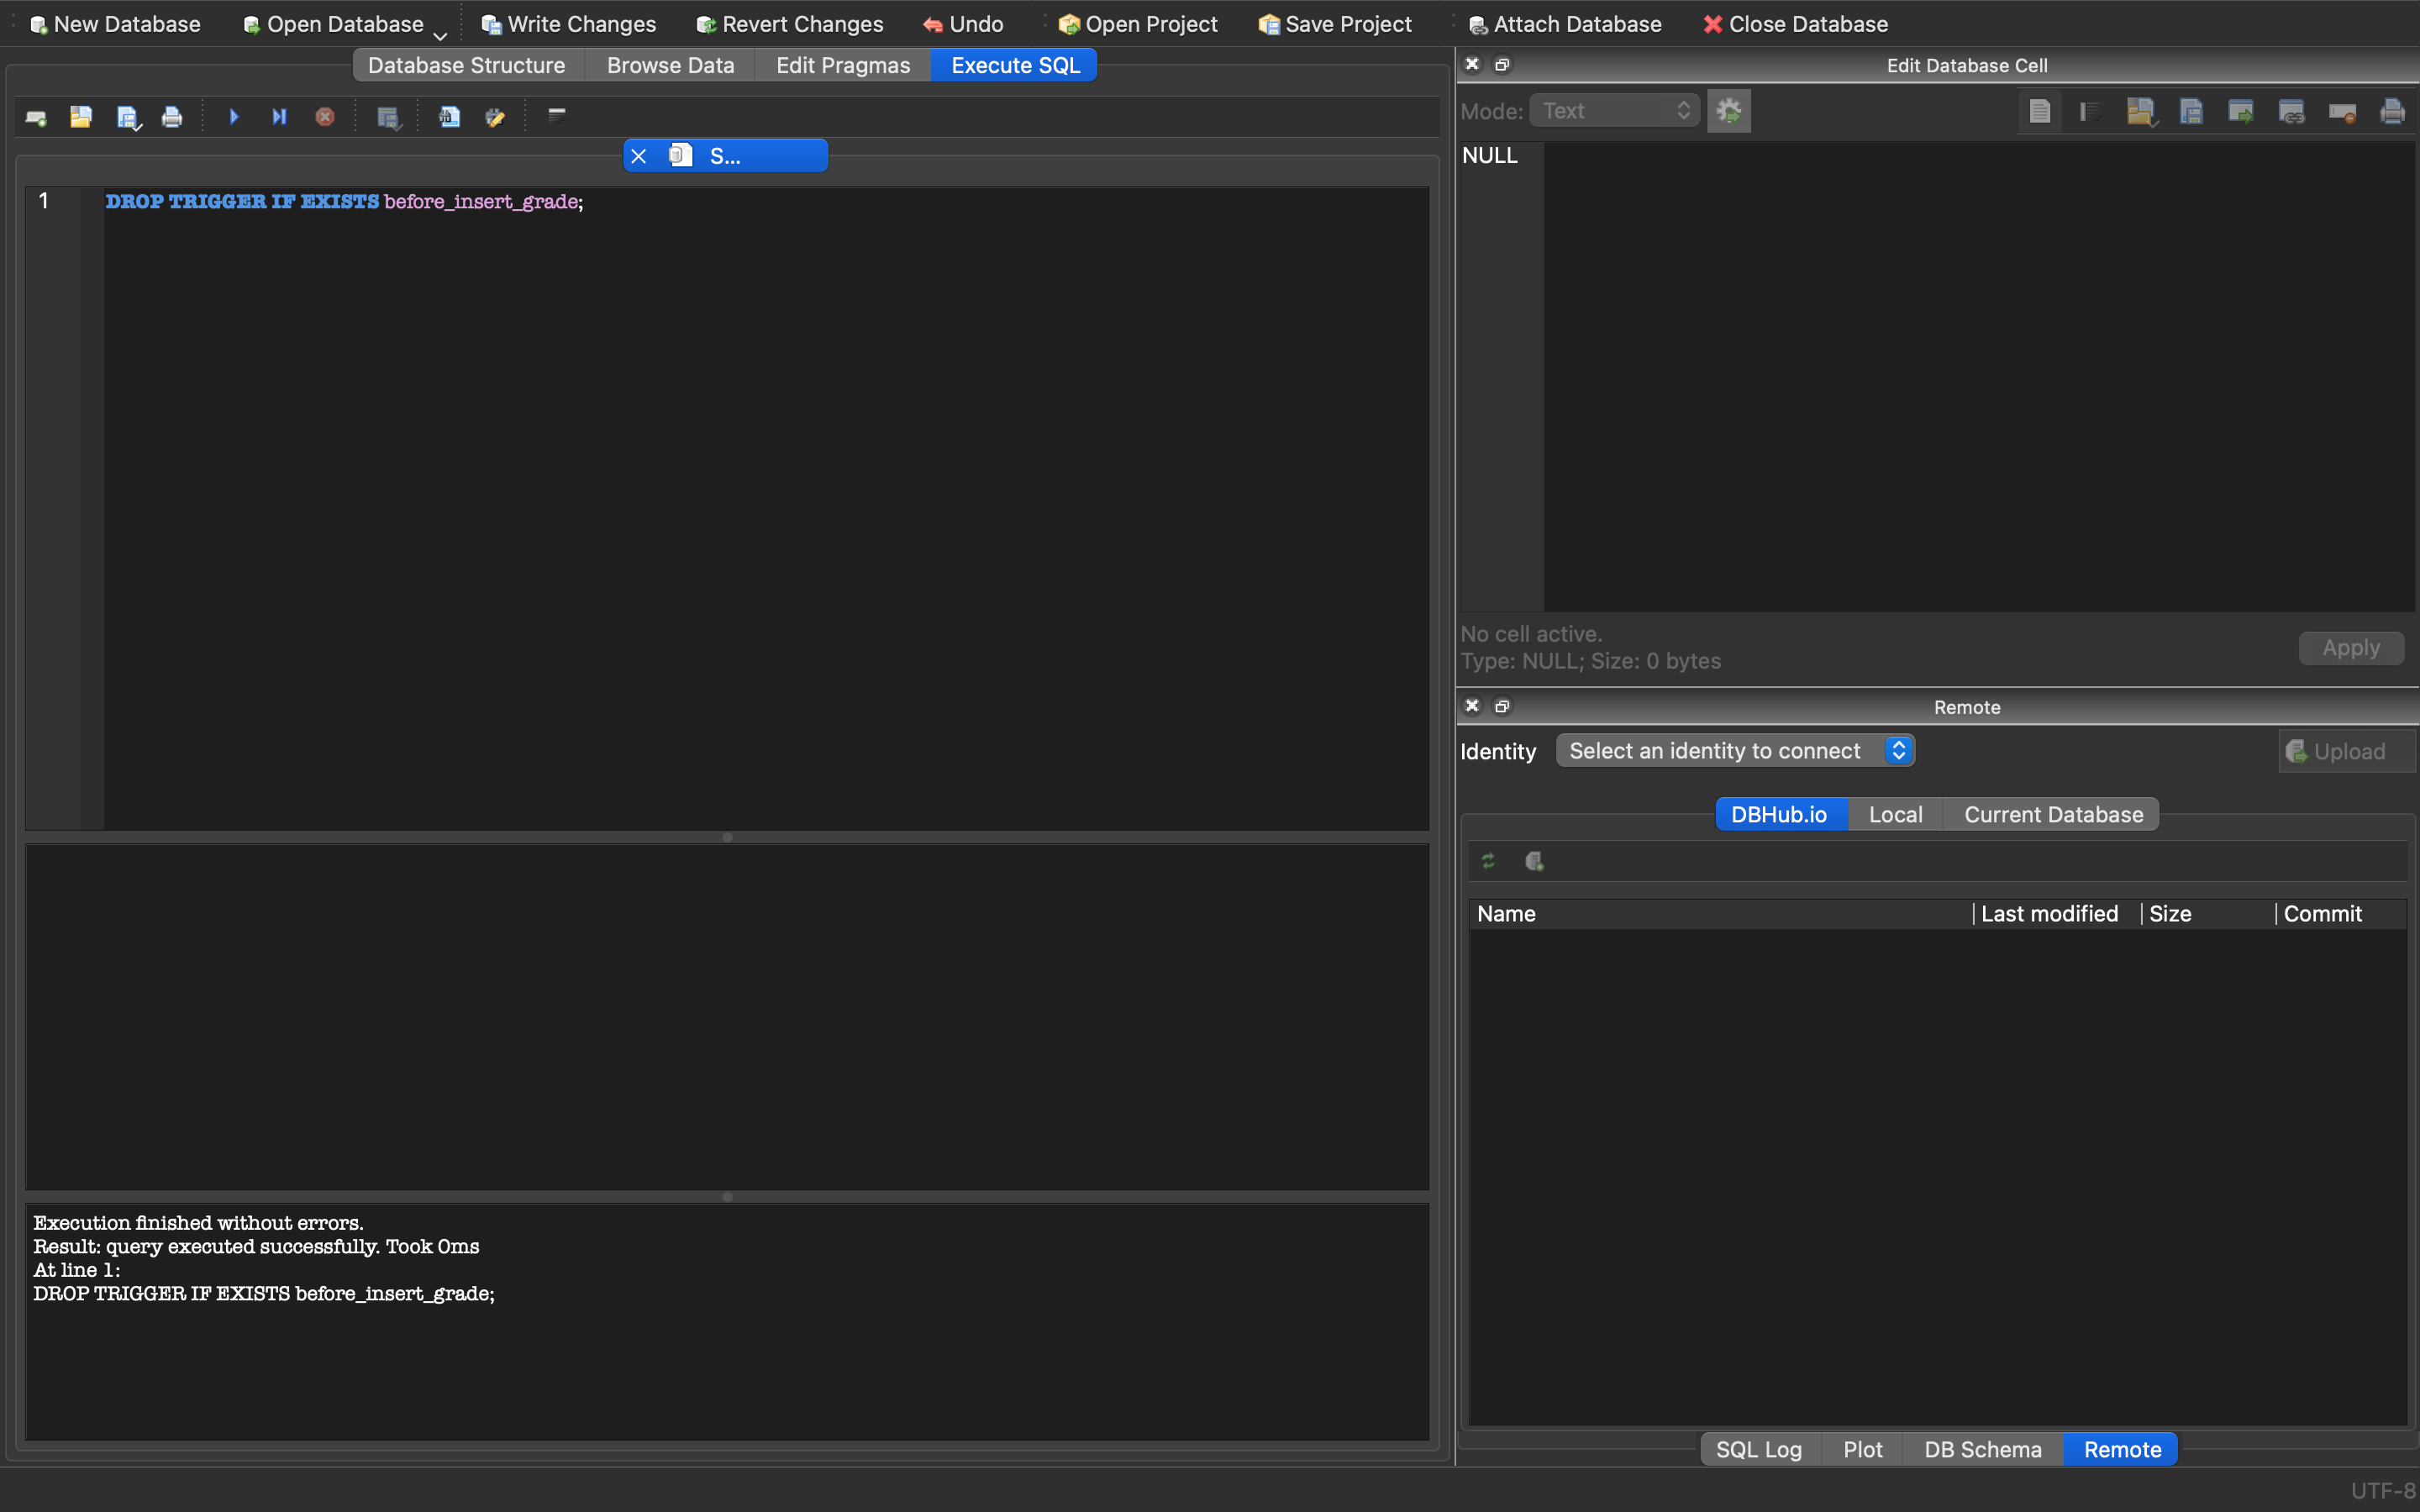 New Database Open Database Write Changes Revert Changes Undo Open Project Save Project Attach Database Close Database
Database Structure Browse Data Edit Pragmas Execute SQL
S...
1 DROP TRIGGER IF EXISTS before_insert_grade;
Execution finished without errors.
Result: query executed successfully. Took 0ms
At line 1:
DROP TRIGGER IF EXISTS before_insert_grade;
Edit Database Cell
Mode: Text
NULL
No cell active.
Type: NULL; Size: 0 bytes
Apply
Remote
Identity Select an identity to connect Upload
DBHub.io Local Current Database
Name Last modified Size Commit
SQL Log Plot DB Schema Remote
UTF-8